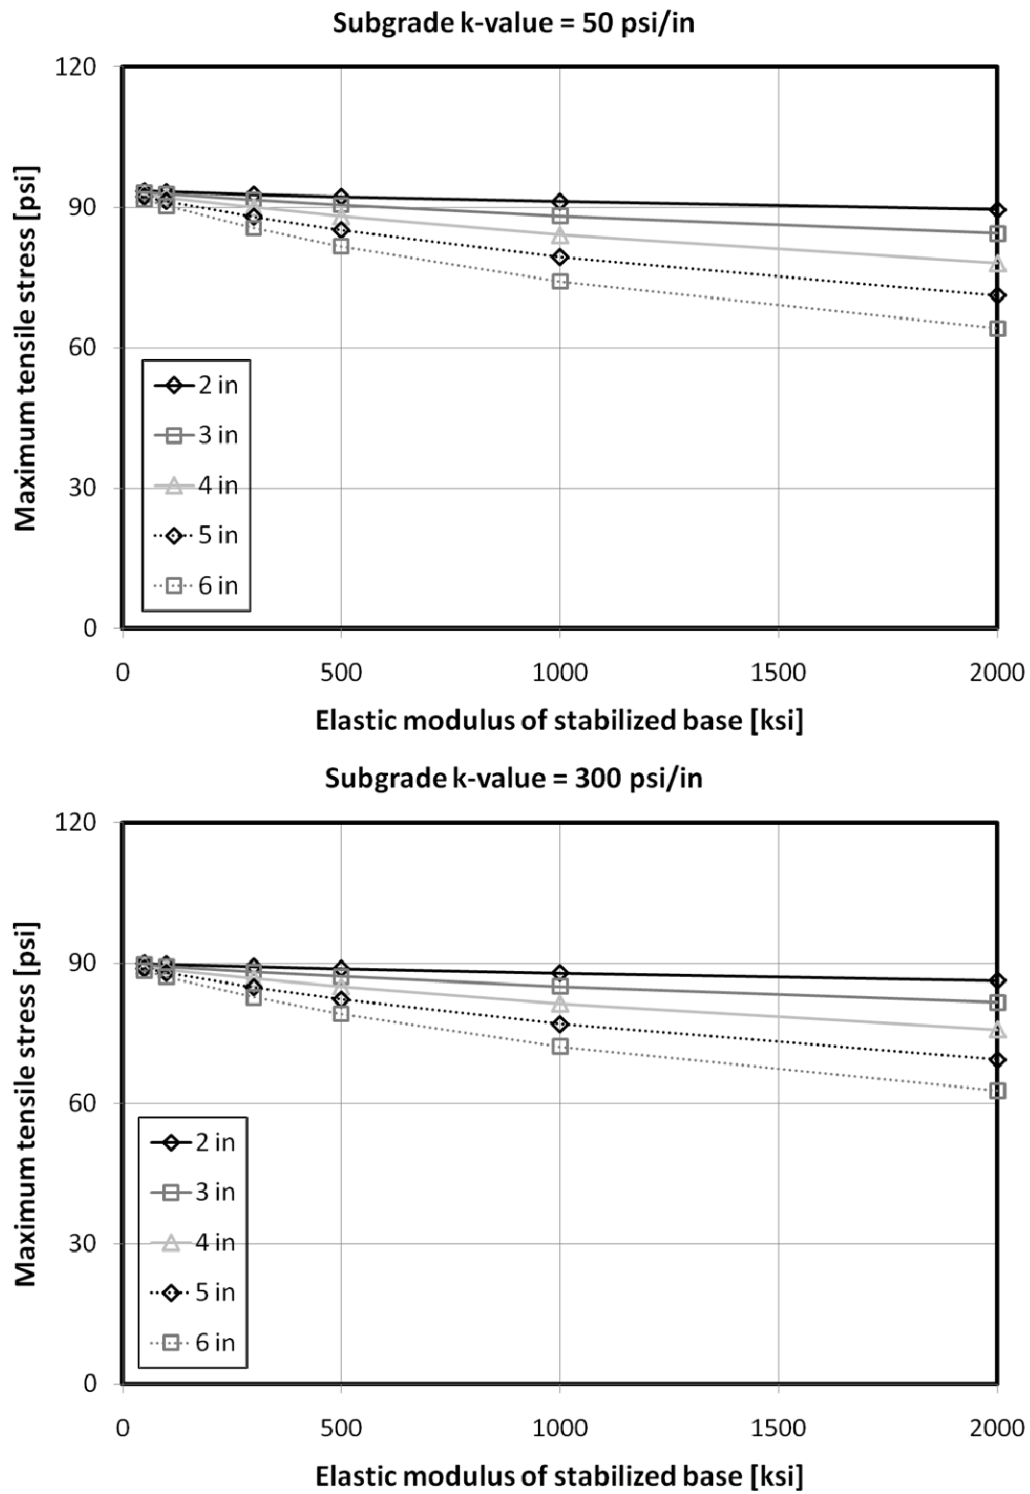 Subgrade k-value = 50 psi/in
120
90
60
30
0
Maximum tensile stress [psi]
2 in
3 in
4 in
5 in
6 in
0 500 1000 1500 2000
Elastic modulus of stabilized base [ksi]
Subgrade k-value = 300 psi/in
120
90
60
30
0
Maximum tensile stress [psi]
2 in
3 in
4 in
5 in
6 in
0 500 1000 1500 2000
Elastic modulus of stabilized base [ksi]